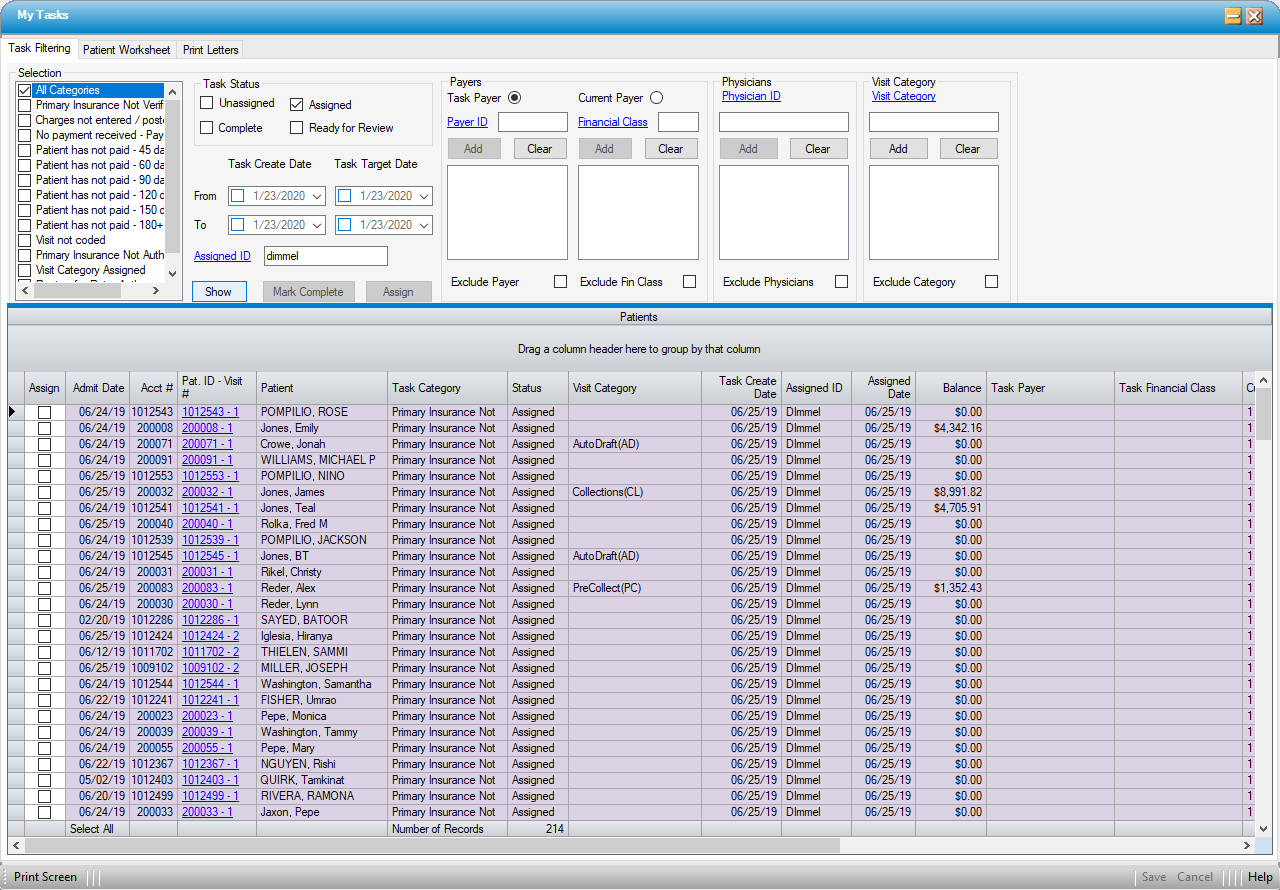 My Tasks
Task Filtering Patient Worksheet Print Letters
Selection
All Categories
Primary Insurance Not Verif
Charges not entered / poste
No payment received - Pay
Patient has not paid - 45 da
Patient has not paid - 60 da
Patient has not paid - 90 da
Patient has not paid - 120 d
Patient has not paid - 150 d
Patient has not paid - 180+
Visit not coded
Primary Insurance Not Auth
Visit Category Assigned
Task Status
Unassigned Assigned
Complete Ready for Review
Task Create Date Task Target Date
From 1/23/2020 1/23/2020
To 1/23/2020 1/23/2020
Assigned ID dimmel
Show Mark Complete Assign
Payers
Task Payer Current Payer
Payer ID Financial Class
Add Clear Add Clear
Exclude Payer Exclude Fin Class
Physicians
Physician ID
Add Clear
Exclude Physicians
Visit Category
Visit Category
Add Clear
Exclude Category
Patients
Drag a column header here to group by that column
Assign Admit Date Acct # Pat. ID - Visit # Patient Task Category Status Visit Category Task Create Date Assigned ID Assigned Date Balance Task Payer Task Financial Class
06/24/19 1012543 1012543 - 1 POMPILIO, ROSE Primary Insurance Not Assigned 06/25/19 DImmel 06/25/19 $0.00 1
06/24/19 200008 200008 - 1 Jones, Emily Primary Insurance Not Assigned 06/25/19 DImmel 06/25/19 $4,342.16 1
06/24/19 200071 200071 - 1 Crowe, Jonah Primary Insurance Not Assigned AutoDraft(AD) 06/25/19 DImmel 06/25/19 $0.00 1
06/24/19 200091 200091 - 1 WILLIAMS, MICHAEL P Primary Insurance Not Assigned 06/25/19 DImmel 06/25/19 $0.00 1
06/25/19 1012553 1012553 - 1 POMPILIO, NINO Primary Insurance Not Assigned 06/25/19 DImmel 06/25/19 $0.00 1
06/25/19 200032 200032 - 1 Jones, James Primary Insurance Not Assigned Collections(CL) 06/25/19 DImmel 06/25/19 $8,991.82 1
06/24/19 1012541 1012541 - 1 Jones, Teal Primary Insurance Not Assigned 06/25/19 DImmel 06/25/19 $4,705.91 1
06/25/19 200040 200040 - 1 Rolka, Fred M Primary Insurance Not Assigned 06/25/19 DImmel 06/25/19 $0.00 1
06/24/19 1012539 1012539 - 1 POMPILIO, JACKSON Primary Insurance Not Assigned 06/25/19 DImmel 06/25/19 $0.00 1
06/24/19 1012545 1012545 - 1 Jones, BT Primary Insurance Not Assigned AutoDraft(AD) 06/25/19 DImmel 06/25/19 $0.00 1
06/24/19 200031 200031 - 1 Rikel, Christy Primary Insurance Not Assigned 06/25/19 DImmel 06/25/19 $0.00 1
06/25/19 200083 200083 - 1 Reder, Alex Primary Insurance Not Assigned PreCollect(PC) 06/25/19 DImmel 06/25/19 $1,352.43 1
06/24/19 200030 200030 - 1 Reder, Lynn Primary Insurance Not Assigned 06/25/19 DImmel 06/25/19 $0.00 1
02/20/19 1012286 1012286 - 1 SAYED, BATOOR Primary Insurance Not Assigned 06/25/19 DImmel 06/25/19 $0.00 1
06/25/19 1012424 1012424 - 2 Iglesia, Hiranya Primary Insurance Not Assigned 06/25/19 DImmel 06/25/19 $0.00 1
06/12/19 1011702 1011702 - 2 THIELEN, SAMMI Primary Insurance Not Assigned 06/25/19 DImmel 06/25/19 $0.00 1
06/25/19 1009102 1009102 - 2 MILLER, JOSEPH Primary Insurance Not Assigned 06/25/19 DImmel 06/25/19 $0.00 1
06/24/19 1012544 1012544 - 1 Washington, Samantha Primary Insurance Not Assigned 06/25/19 DImmel 06/25/19 $0.00 1
06/22/19 1012241 1012241 - 1 FISHER, Umrao Primary Insurance Not Assigned 06/25/19 DImmel 06/25/19 $0.00 1
06/24/19 200023 200023 - 1 Pepe, Monica Primary Insurance Not Assigned 06/25/19 DImmel 06/25/19 $0.00 1
06/24/19 200039 200039 - 1 Washington, Tammy Primary Insurance Not Assigned 06/25/19 DImmel 06/25/19 $0.00 1
06/24/19 200055 200055 - 1 Pepe, Mary Primary Insurance Not Assigned 06/25/19 DImmel 06/25/19 $0.00 1
06/22/19 1012367 1012367 - 1 NGUYEN, Rishi Primary Insurance Not Assigned 06/25/19 DImmel 06/25/19 $0.00 1
05/02/19 1012403 1012403 - 1 QUIRK, Tamkinat Primary Insurance Not Assigned 06/25/19 DImmel 06/25/19 $0.00 1
06/20/19 1012499 1012499 - 1 RIVERA, RAMONA Primary Insurance Not Assigned 06/25/19 DImmel 06/25/19 $0.00 1
06/24/19 200033 200033 - 1 Jaxon, Pepe Primary Insurance Not Assigned 06/25/19 DImmel 06/25/19 $0.00 1
Select All Number of Records 214
Print Screen Save Cancel Help